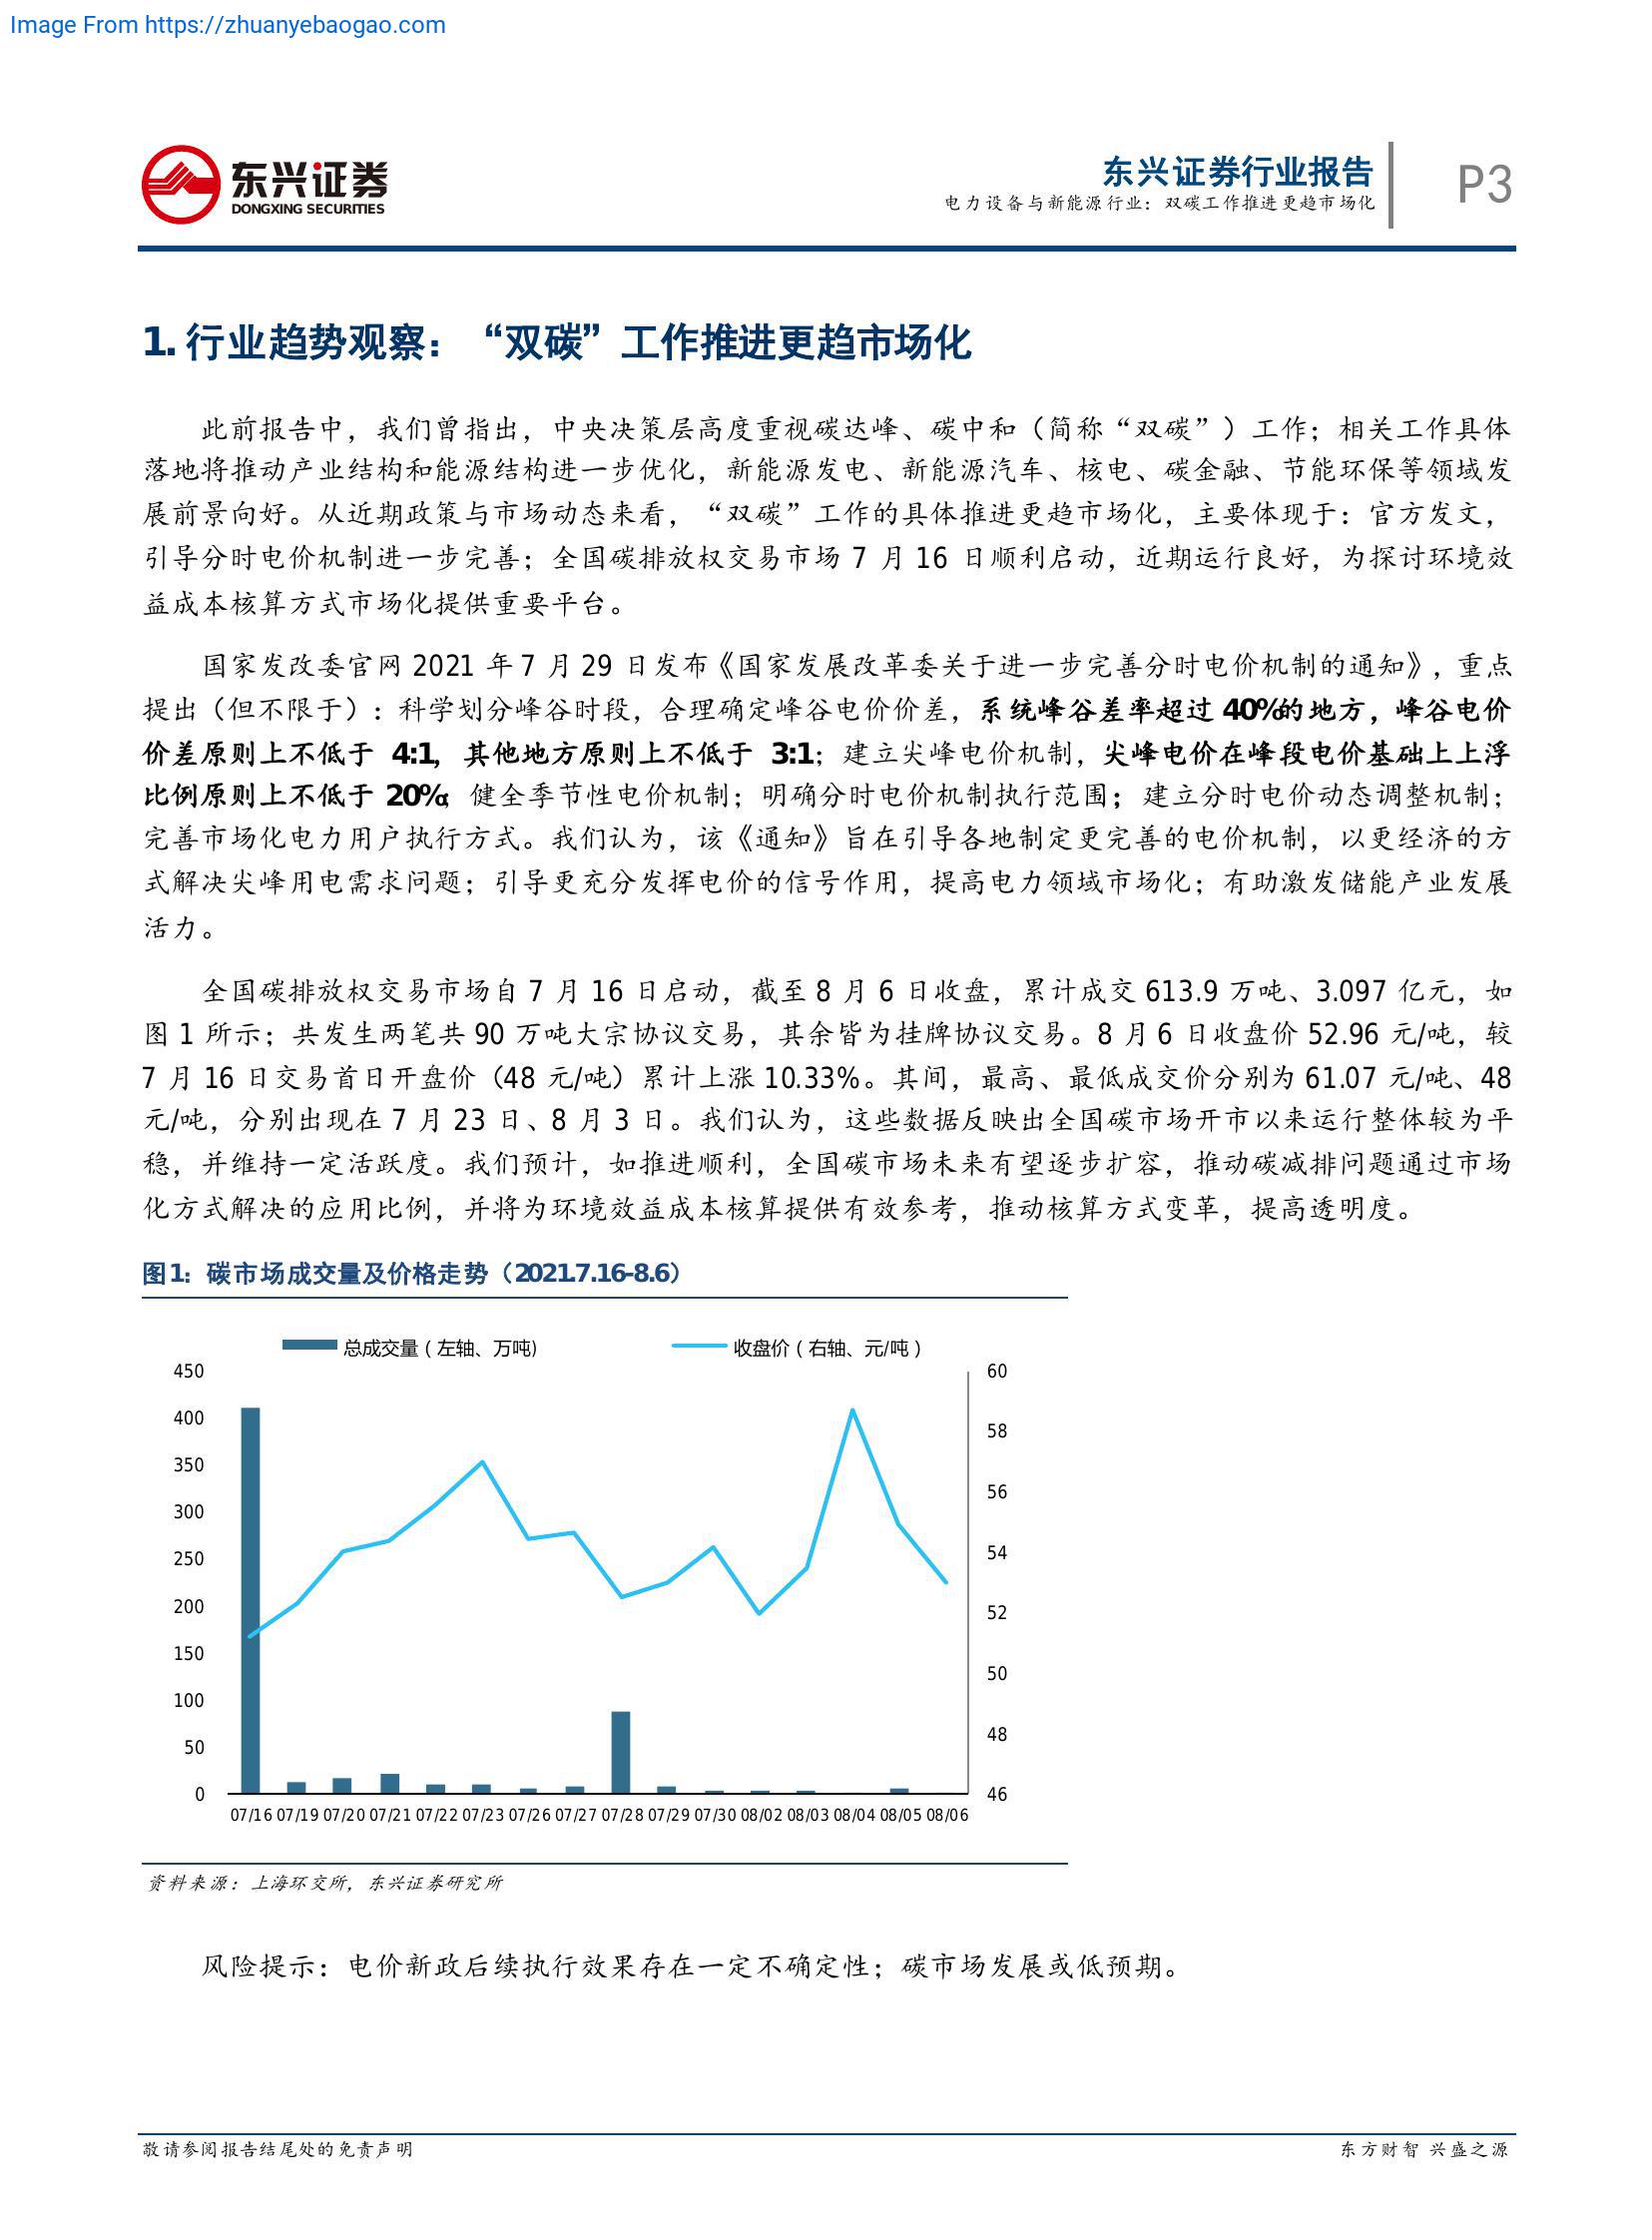 Image From https://zhuanyebaogao.com
东兴证券
DONGXING SECURITIES
东兴证券行业报告
电力设备与新能源行业：双碳工作推进更趋市场化
P3
1. 行业趋势观察：“双碳”工作推进更趋市场化
此前报告中，我们曾指出，中央决策层高度重视碳达峰、碳中和（简称“双碳”）工作；相关工作具体
落地将推动产业结构和能源结构进一步优化，新能源发电、新能源汽车、核电、碳金融、节能环保等领域发
展前景向好。从近期政策与市场动态来看，“双碳”工作的具体推进更趋市场化，主要体现于：官方发文，
引导分时电价机制进一步完善；全国碳排放权交易市场 7 月 16 日顺利启动，近期运行良好，为探讨环境效
益成本核算方式市场化提供重要平台。
国家发改委官网 2021 年 7 月 29 日发布《国家发展改革委关于进一步完善分时电价机制的通知》，重点
提出（但不限于）：科学划分峰谷时段，合理确定峰谷电价价差，系统峰谷差率超过 40%的地方，峰谷电价
价差原则上不低于 4:1，其他地方原则上不低于 3:1；建立尖峰电价机制，尖峰电价在峰段电价基础上上浮
比例原则上不低于 20%；健全季节性电价机制；明确分时电价机制执行范围；建立分时电价动态调整机制；
完善市场化电力用户执行方式。我们认为，该《通知》旨在引导各地制定更完善的电价机制，以更经济的方
式解决尖峰用电需求问题；引导更充分发挥电价的信号作用，提高电力领域市场化；有助激发储能产业发展
活力。
全国碳排放权交易市场自 7 月 16 日启动，截至 8 月 6 日收盘，累计成交 613.9 万吨、3.097 亿元，如
图 1 所示；共发生两笔共 90 万吨大宗协议交易，其余皆为挂牌协议交易。8 月 6 日收盘价 52.96 元/吨，较
7 月 16 日交易首日开盘价（48 元/吨）累计上涨 10.33%。其间，最高、最低成交价分别为 61.07 元/吨、48
元/吨，分别出现在 7 月 23 日、8 月 3 日。我们认为，这些数据反映出全国碳市场开市以来运行整体较为平
稳，并维持一定活跃度。我们预计，如推进顺利，全国碳市场未来有望逐步扩容，推动碳减排问题通过市场
化方式解决的应用比例，并将为环境效益成本核算提供有效参考，推动核算方式变革，提高透明度。
图1：碳市场成交量及价格走势（2021.7.16-8.6）
总成交量（左轴、万吨) 收盘价（右轴、元/吨）
450 60
400
58
350
56
300
250 54
200 52
150
50
100
48
50
0 46
07/16 07/19 07/20 07/21 07/22 07/23 07/26 07/27 07/28 07/29 07/30 08/02 08/03 08/04 08/05 08/06
资料来源：上海环交所，东兴证券研究所
风险提示：电价新政后续执行效果存在一定不确定性；碳市场发展或低预期。
敬请参阅报告结尾处的免责声明
东方财智 兴盛之源